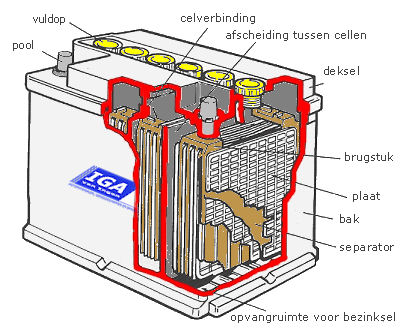 vuldop
celverbinding
pool
afscheiding tussen cellen
deksel
brugstuk
plaat
bak
separator
opvangruimte voor bezinksel
IGA